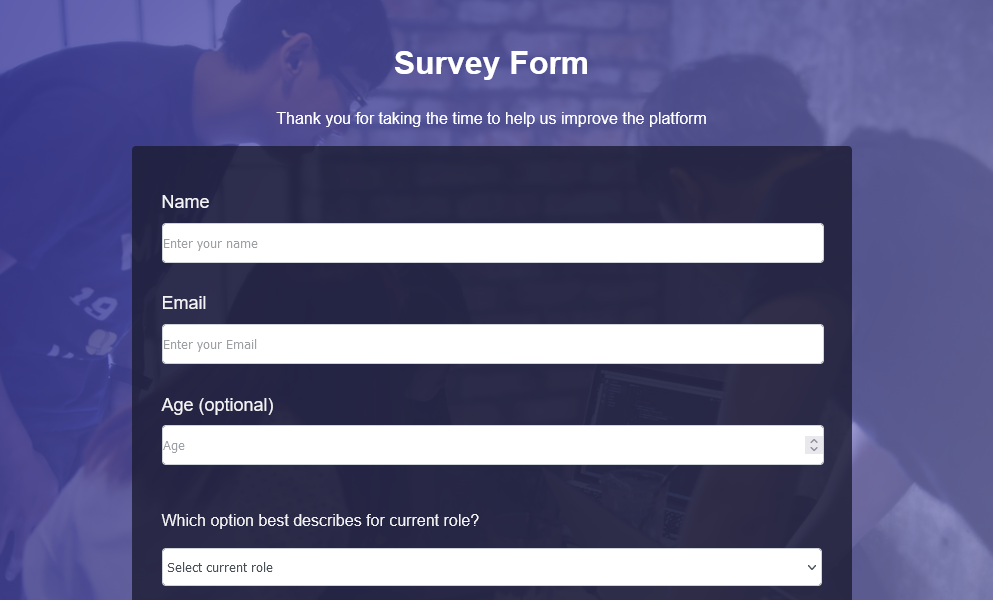 Survey Form
Thank you for taking the time to help us improve the platform
Name
Enter your name
Email
Enter your Email
19
Age (optional)
Age
Which option best describes for current role?
Select current role